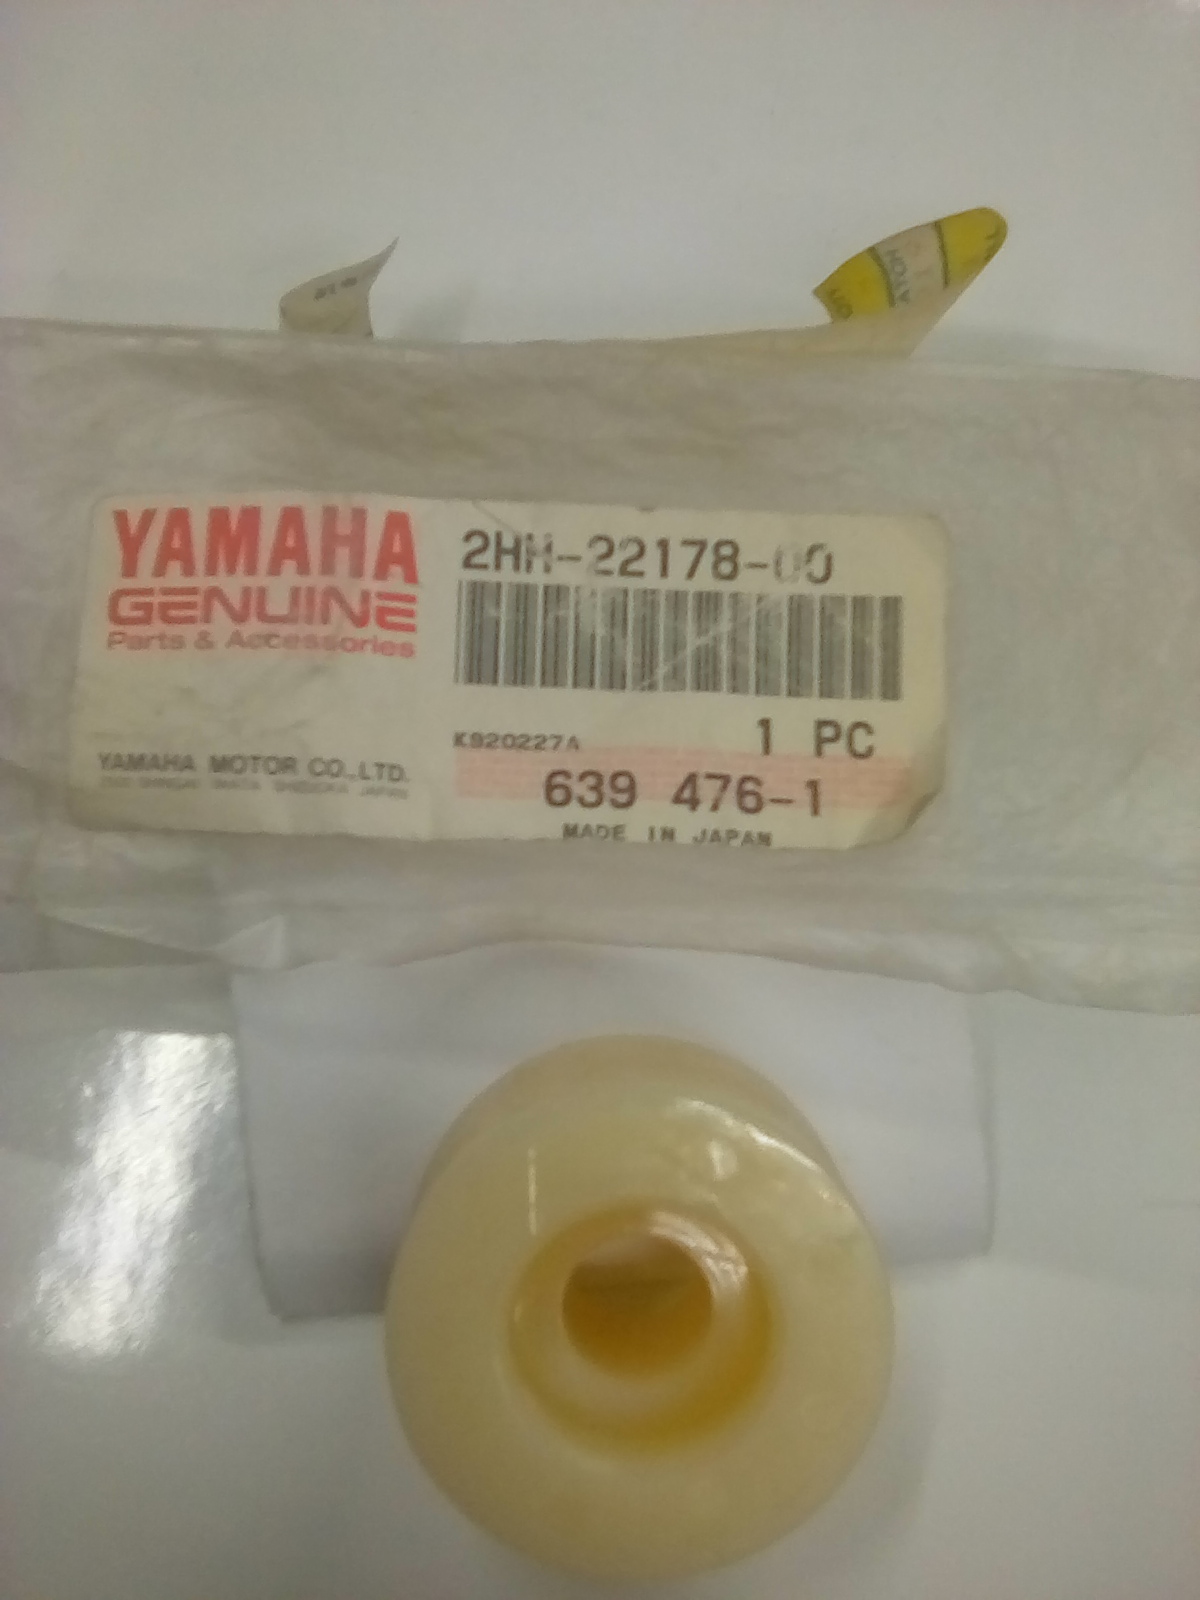 YAMAHA
GENUINE
Parts & Accessories
YAMAHA MOTOR CO.,LTD.
2HH-22178-00
1 PC
K920227A
639 476-1
MADE IN JAPAN